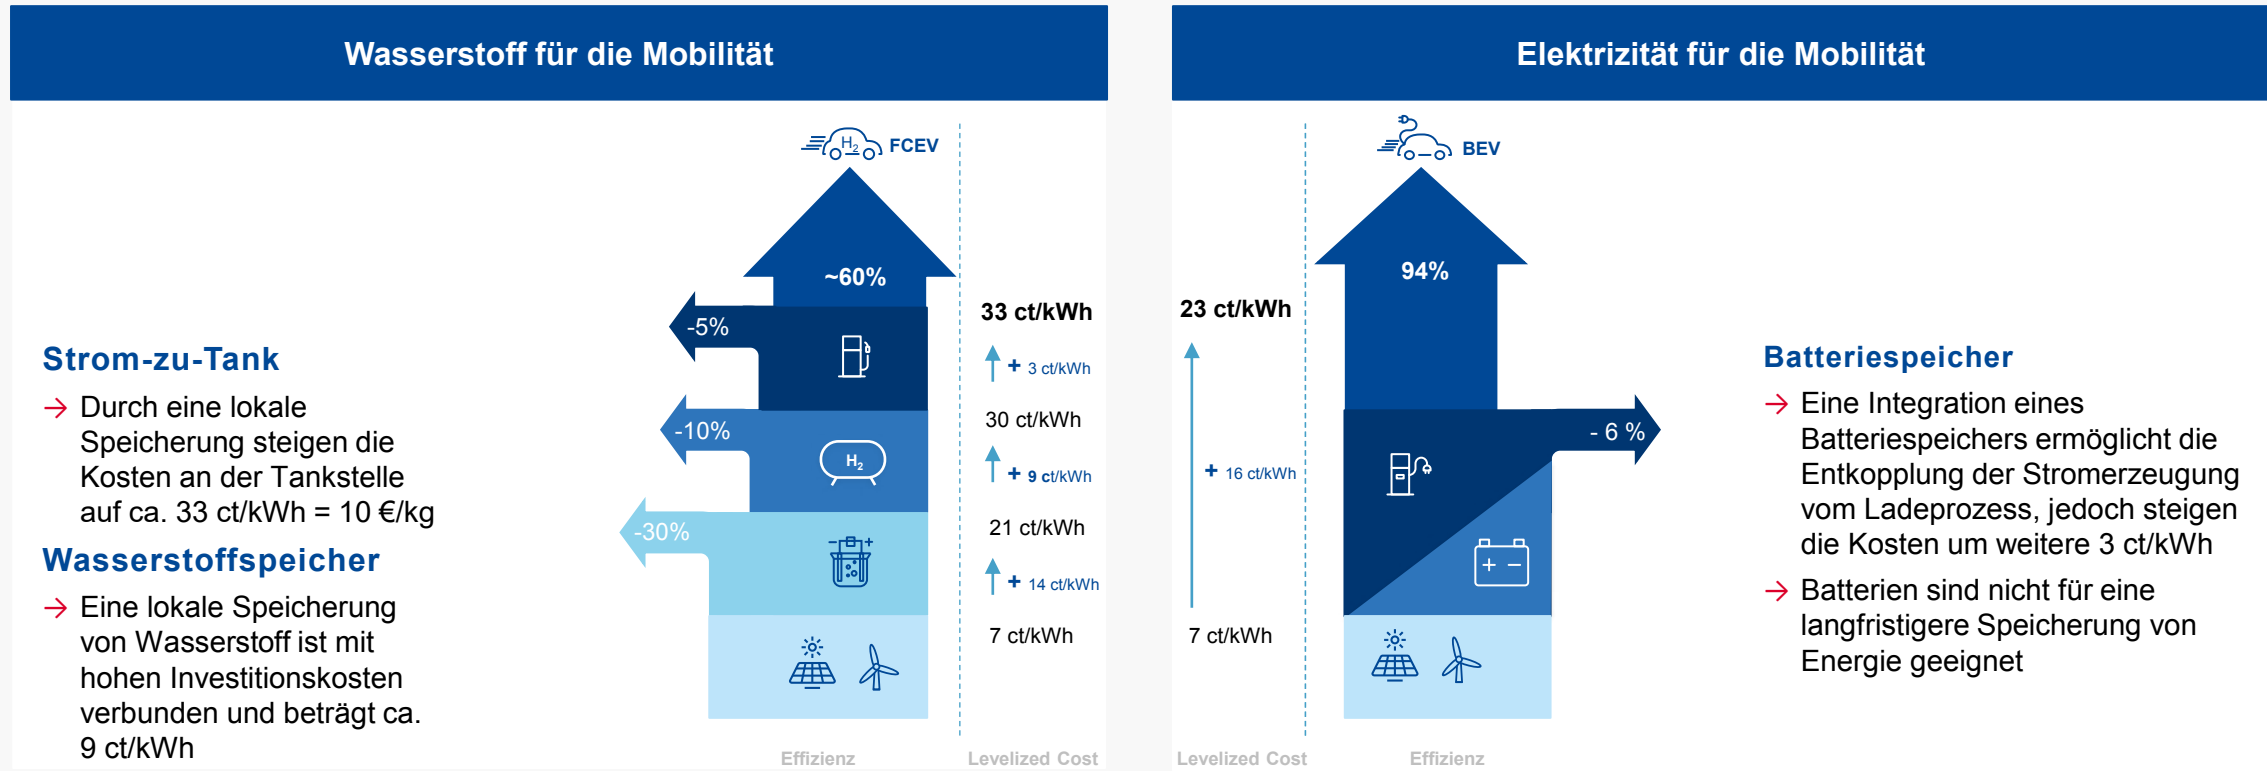 Wasserstoff für die Mobilität
H2 FCEV
~60%
-5%
-10%
H2
-30%
33 ct/kWh
+ 3 ct/kWh
30 ct/kWh
+ 9 ct/kWh
21 ct/kWh
+ 14 ct/kWh
7 ct/kWh
Effizienz
Levelized Cost
Strom-zu-Tank
→ Durch eine lokale
Speicherung steigen die
Kosten an der Tankstelle
auf ca. 33 ct/kWh = 10 €/kg
Wasserstoffspeicher
→ Eine lokale Speicherung
von Wasserstoff ist mit
hohen Investitionskosten
verbunden und beträgt ca.
9 ct/kWh
Elektrizität für die Mobilität
BEV
94%
23 ct/kWh
+ 16 ct/kWh
7 ct/kWh
- 6 %
Levelized Cost
Effizienz
Batteriespeicher
→ Eine Integration eines
Batteriespeichers ermöglicht die
Entkopplung der Stromerzeugung
vom Ladeprozess, jedoch steigen
die Kosten um weitere 3 ct/kWh
→ Batterien sind nicht für eine
langfristigere Speicherung von
Energie geeignet